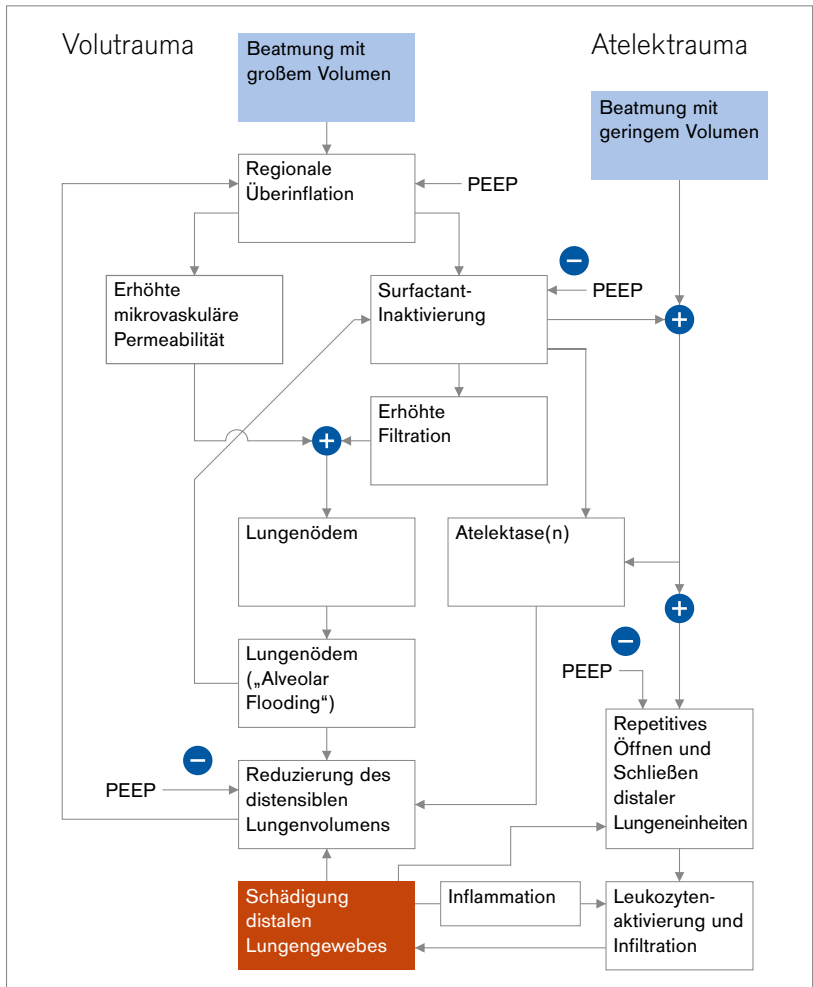 Volutrauma
Beatmung mit
großem Volumen
Atelektrauma
Beatmung mit
geringem Volumen
Regionale
Überinflation
PEEP
Erhöhte
mikrovaskuläre
Permeabilität
Surfactant-
Inaktivierung
−
PEEP
+
Erhöhte
Filtration
+
Lungenödem
Atelektase(n)
+
Lungenödem
(„Alveolar
Flooding“)
−
PEEP
Repetitives
Öffnen und
Schließen
distaler
Lungeneinheiten
−
PEEP
Reduzierung des
distensiblen
Lungenvolumens
Schädigung
distalen
Lungengewebes
Inflammation
Leukozyten-
aktivierung und
Infiltration